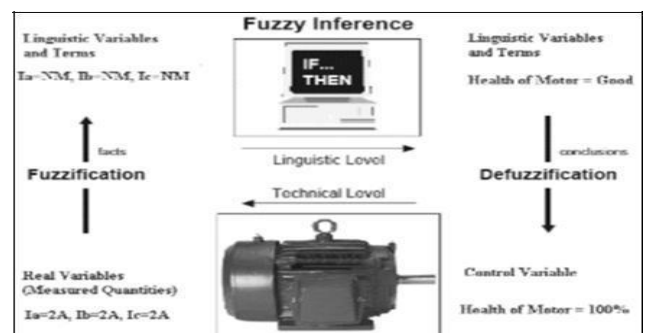 Fuzzy Inference
Linguistic Variables
and Terms
Ia=NM, Ib=NM, Ic=NM
IF...
THEN
Linguistic Variables
and Terms
Health of Motor = Good
facts
Fuzzification
Linguistic Level
Technical Level
conclusions
Defuzzification
Real Variables
(Measured Quantities)
Ia=2A, Ib=2A, Ic=2A
Control Variable
Health of Motor = 100%